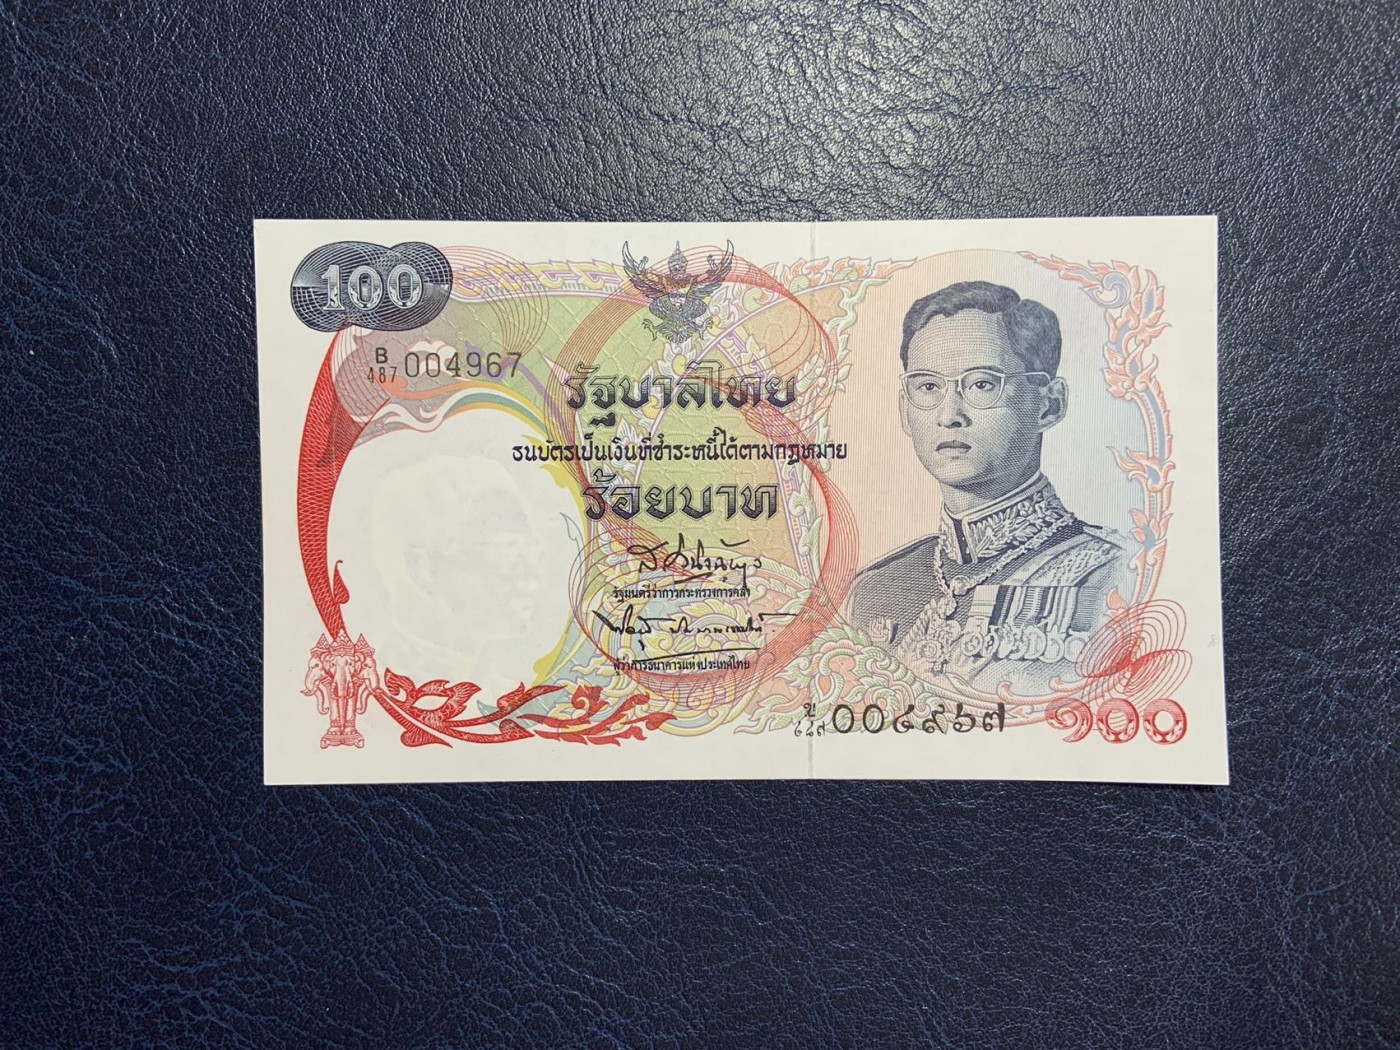 100
B/487 004967
รัฐบาลไทย
ธนบัตรเป็นเงินที่ชำระหนี้ได้ตามกฎหมาย
ร้อยบาท
รัฐมนตรีว่าการกระทรวงการคลัง
ผู้ว่าการธนาคารแห่งประเทศไทย
ข/๔๘๗ ๐๐๔๙๖๗
๑๐๐